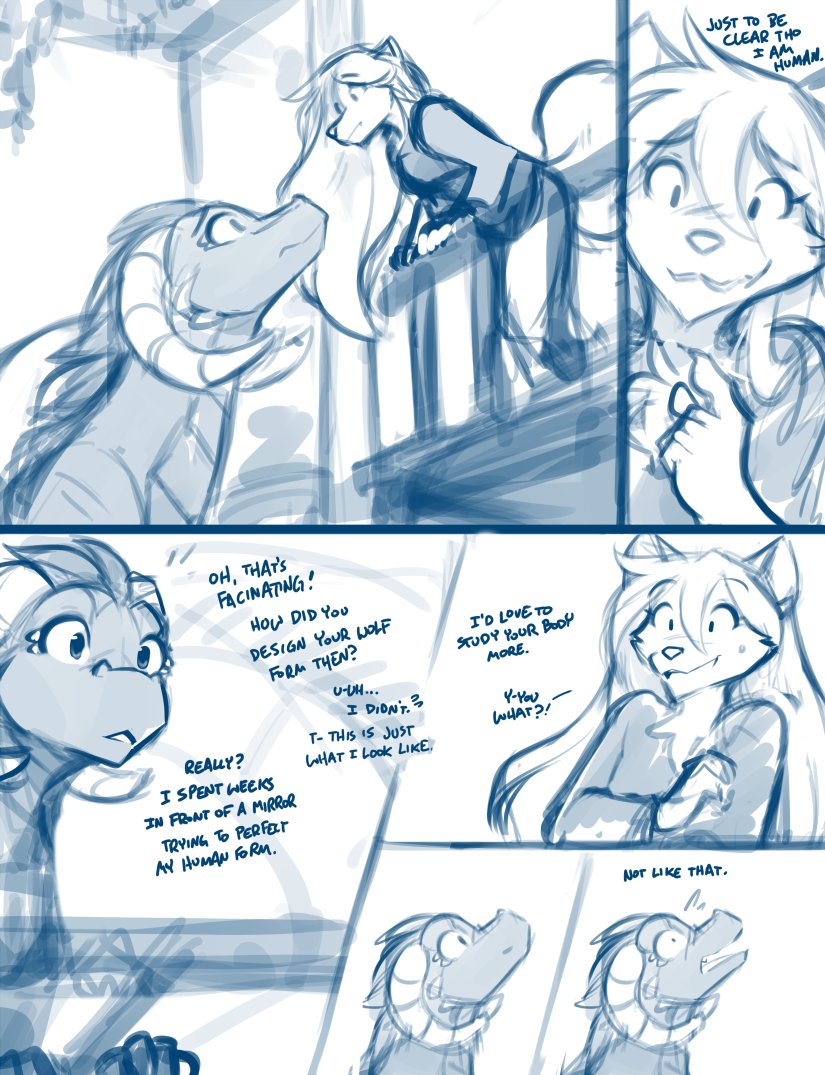 JUST TO BE
CLEAR THO
I AM
HUMAN.
OH, THAT'S
FACINATING!
HOW DID YOU
DESIGN YOUR WOLF
FORM THEN?
U-UH...
I DIDN'T.
T- THIS IS JUST
WHAT I LOOK LIKE.
REALLY?
I SPENT WEEKS
IN FRONT OF A MIRROR
TRYING TO PERFECT
MY HUMAN FORM.
I'D LOVE TO
STUDY YOUR BODY
MORE.
Y-YOU
WHAT?!
NOT LIKE THAT.